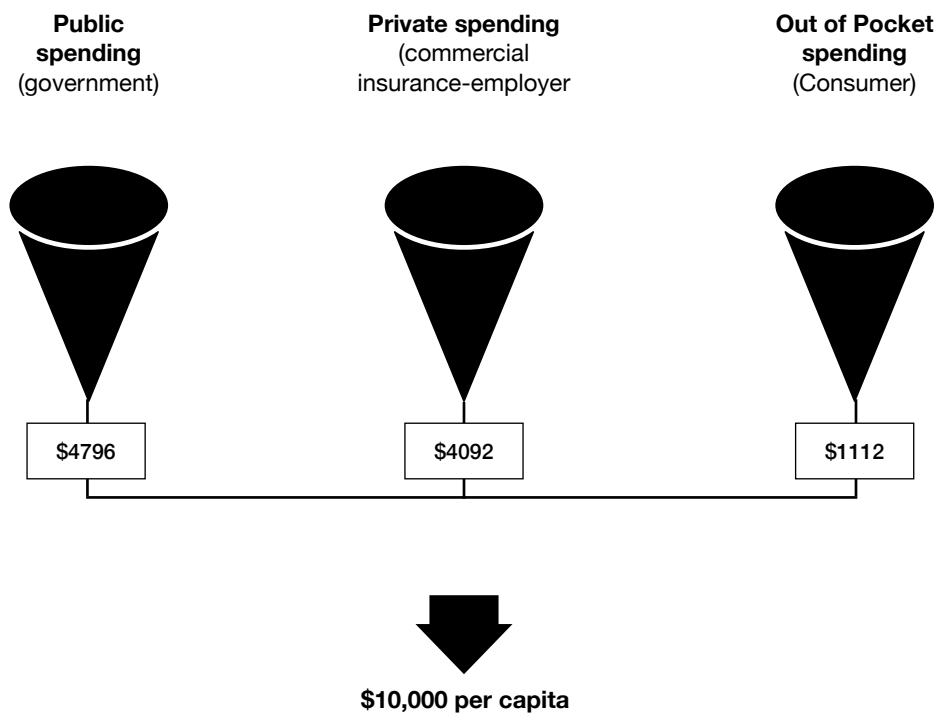 Public
spending
(government)
Private spending
(commercial
insurance-employer
Out of Pocket
spending
(Consumer)
$4796
$4092
$1112
$10,000 per capita